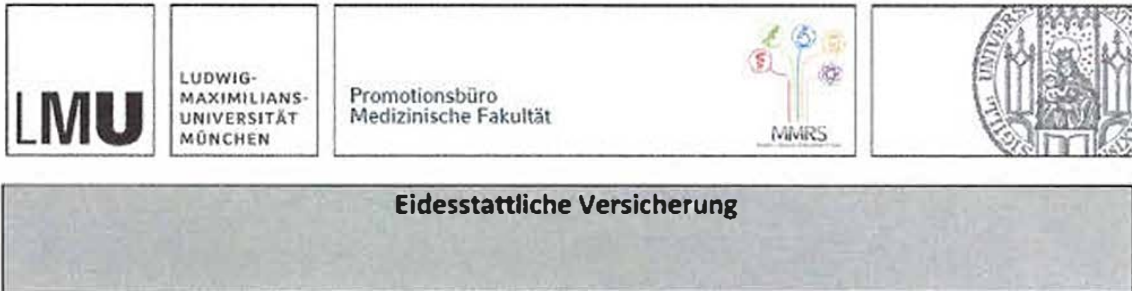 LMU
LUDWIG-
MAXIMILIANS-
UNIVERSITÄT
MÜNCHEN
Promotionsbüro
Medizinische Fakultät
MMRS
Eidesstattliche Versicherung